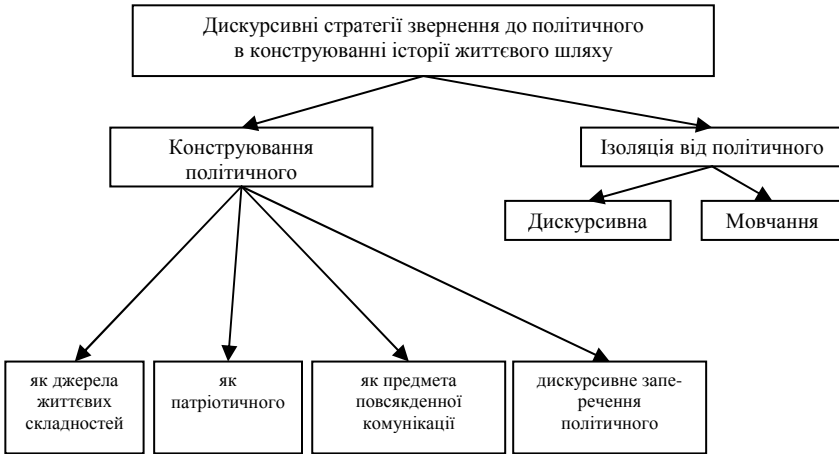 Дискурсивні стратегії звернення до політичного
в конструюванні історії життєвого шляху
Конструювання
політичного
Ізоляція від політичного
Дискурсивна
Мовчання
як джерела
життєвих
складностей
як
патріотичного
як предмета
повсякденної
комунікації
дискурсивне запе-
речення
політичного